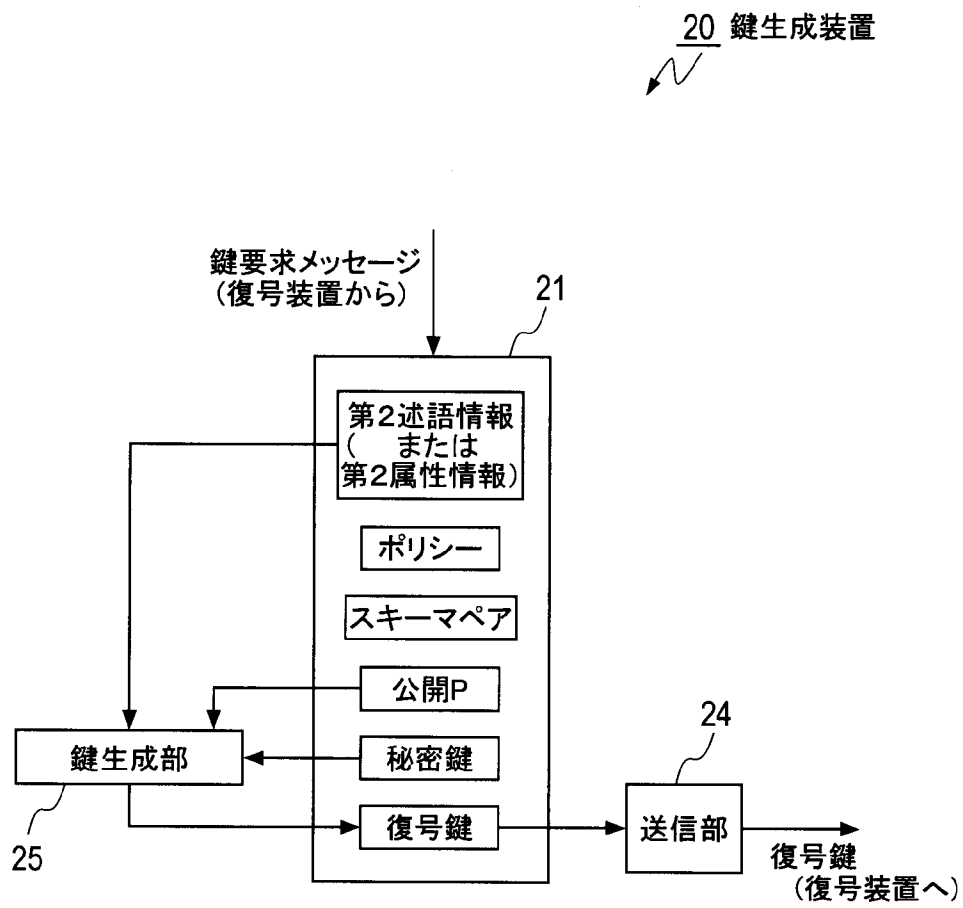 20 鍵生成装置
鍵要求メッセージ
(復号装置から)
21
第2述語情報
( または
第2属性情報)
ポリシー
スキーマペア
公開P
鍵生成部
秘密鍵
24
25
復号鍵
送信部
復号鍵
(復号装置へ)